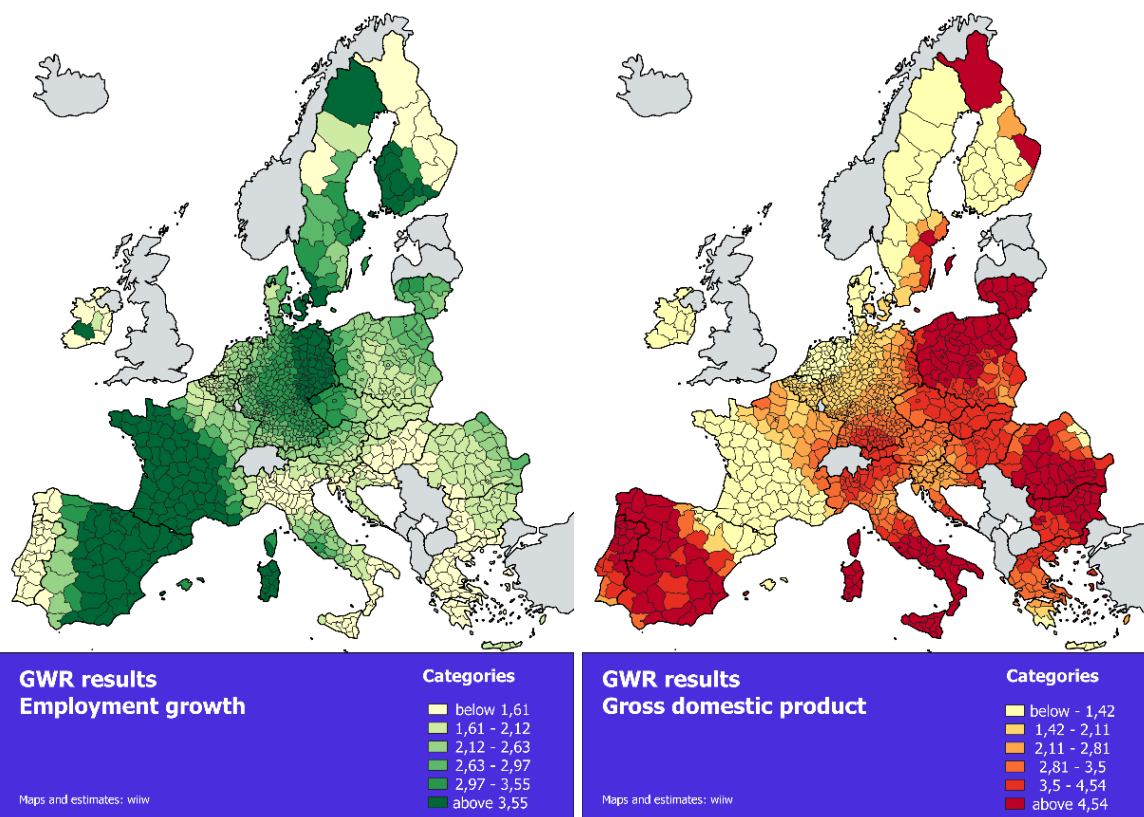 GWR results
Employment growth
Categories
below 1,61
1,61 - 2,12
2,12 - 2,63
2,63 - 2,97
2,97 - 3,55
above 3,55
Maps and estimates: wiiw
GWR results
Gross domestic product
Categories
below - 1,42
1,42 - 2,11
2,11 - 2,81
2,81 - 3,5
3,5 - 4,54
above 4,54
Maps and estimates: wiiw